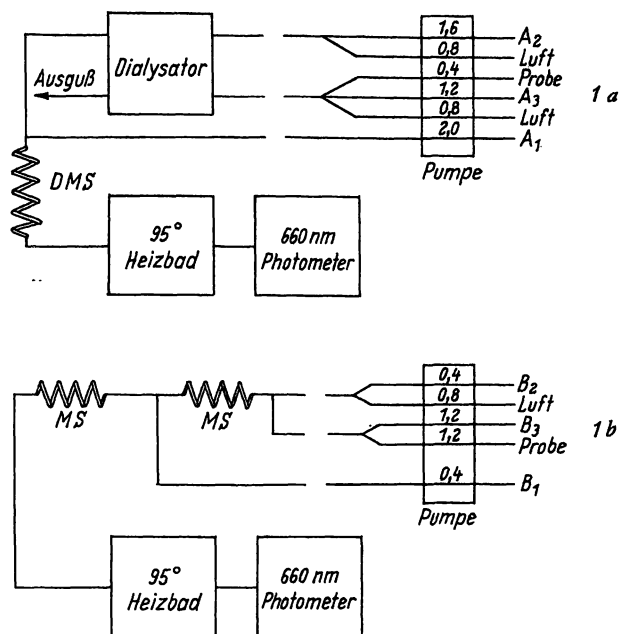 1,6
A2
0,8
Luft
Dialysator
0,4
Probe
Ausguß
1,2
A3
1a
0,8
Luft
2,0
A1
Pumpe
DMS
95°
Heizbad
660 nm
Photometer
0,4
B2
0,8
Luft
MS
MS
1,2
B3
1b
1,2
Probe
0,4
B1
Pumpe
95°
Heizbad
660 nm
Photometer